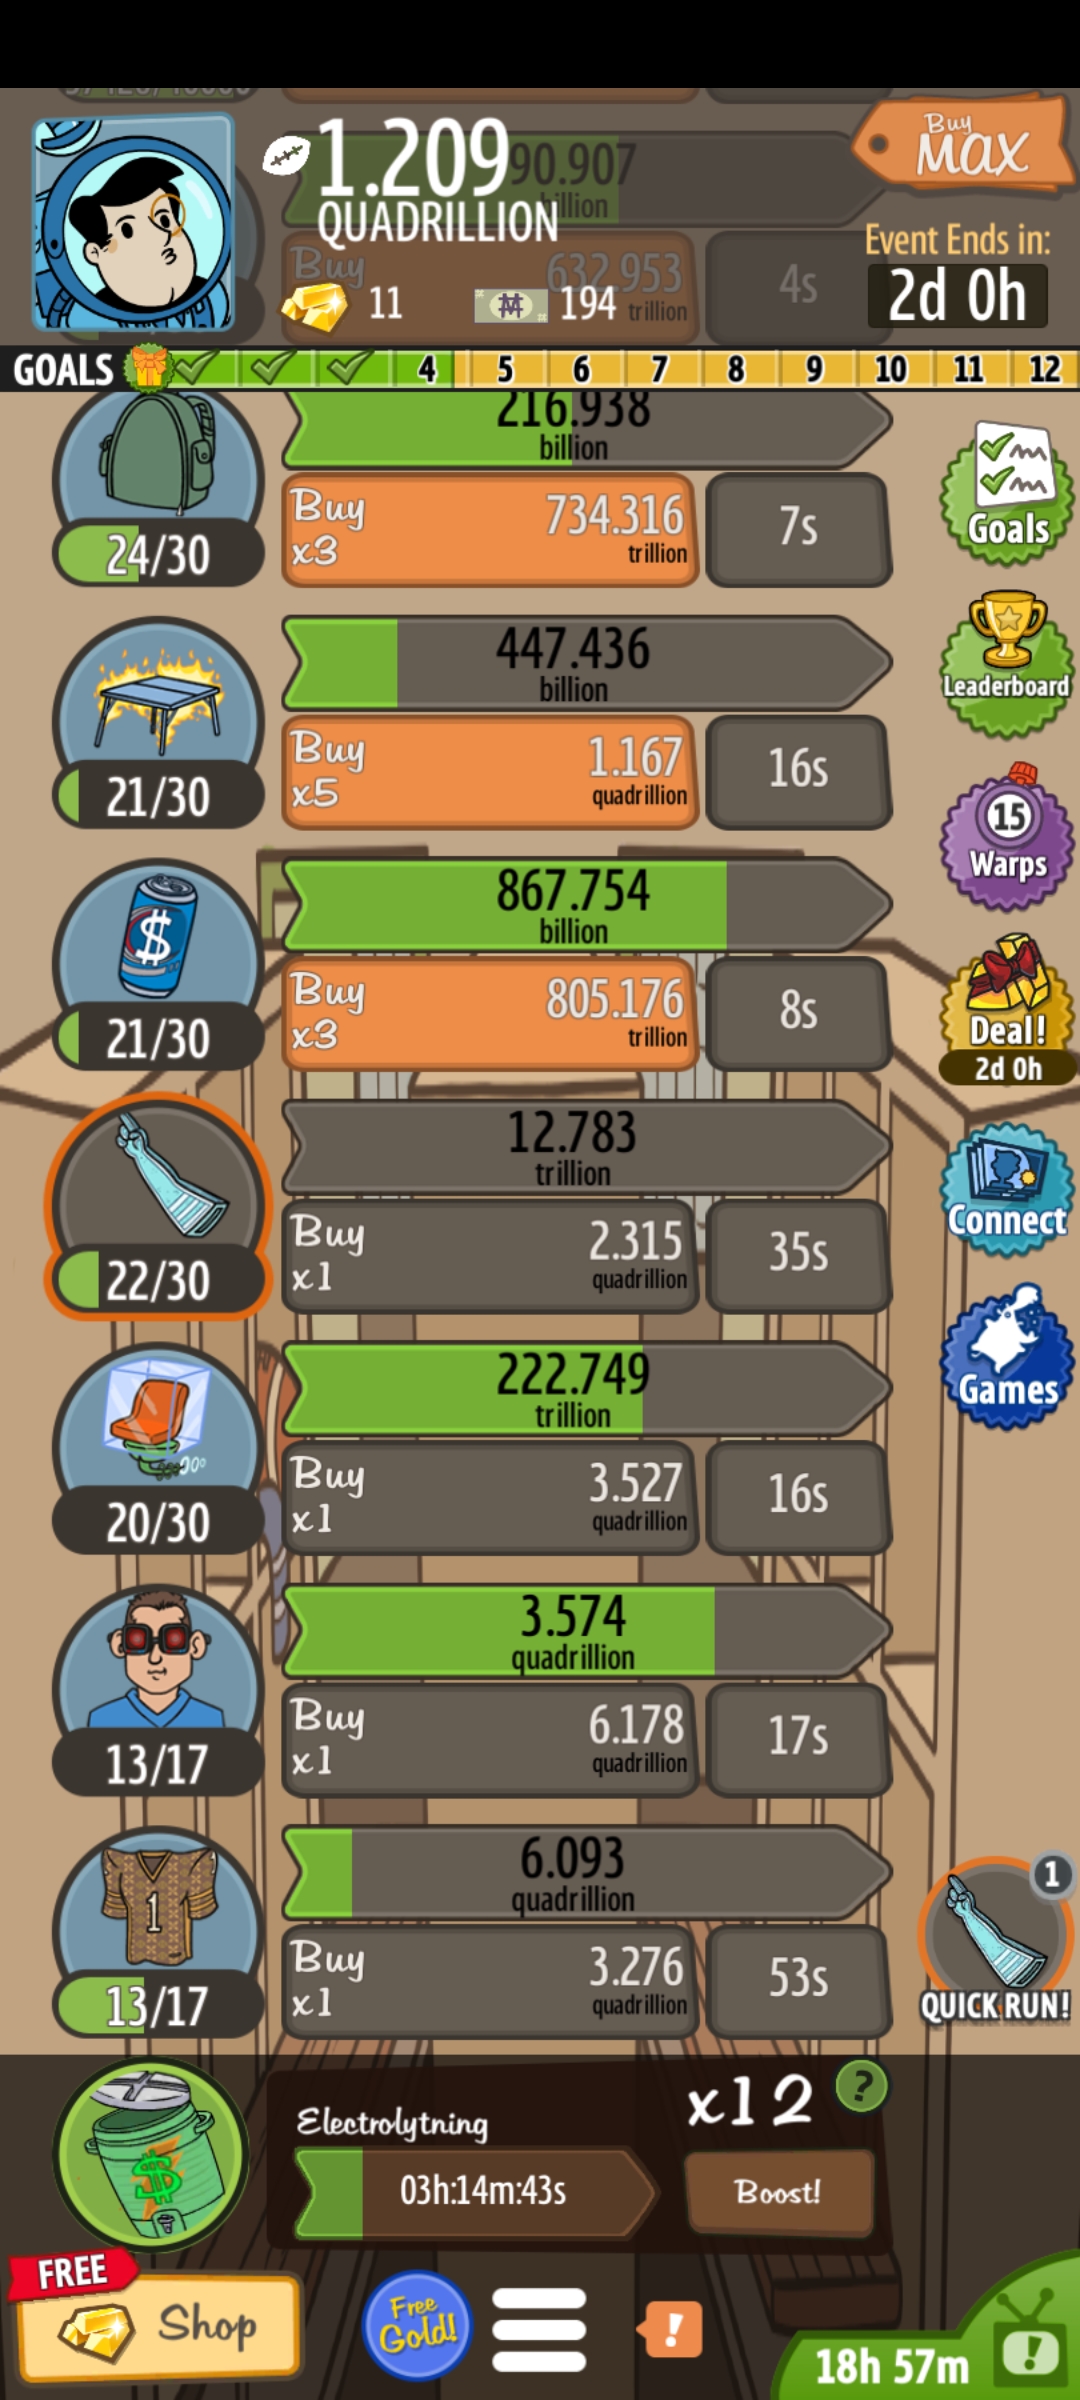 1.209
QUADRILLION
90.907
billion
Buy
MAX
Event Ends in:
2d 0h
Buy
632.953
trillion
4s
11
194
GOALS 4 5 6 7 8 9 10 11 12
216.938
billion
Buy
x3
734.316
trillion
7s
24/30
Goals
447.436
billion
Buy
x5
1.167
quadrillion
16s
21/30
Leaderboard
867.754
billion
Buy
x3
805.176
trillion
8s
$
21/30
15
Warps
Deal!
2d 0h
12.783
trillion
Buy
x1
2.315
quadrillion
35s
22/30
Connect
222.749
trillion
Buy
x1
3.527
quadrillion
16s
20/30
Games
3.574
quadrillion
Buy
x1
6.178
quadrillion
17s
13/17
6.093
quadrillion
Buy
x1
3.276
quadrillion
53s
1
13/17
1
QUICK RUN!
$
Electrolytning
03h:14m:43s
x12
?
Boost!
FREE
Shop
Free
Gold!
!
18h 57m
!